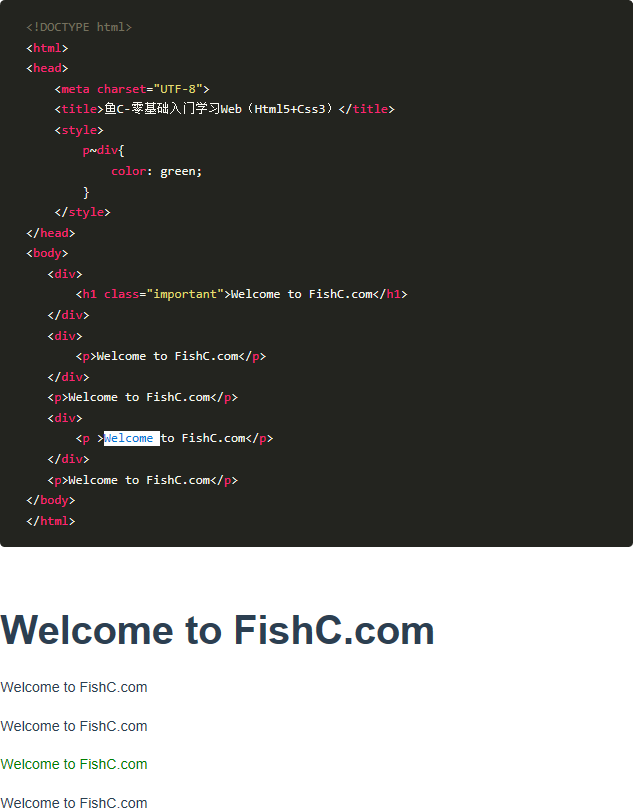 <!DOCTYPE html>
<html>
<head>
    <meta charset="UTF-8">
    <title>鱼C-零基础入门学习Web（Html5+Css3）</title>
    <style>
        p~div{
            color: green;
        }
    </style>
</head>
<body>
   <div>
       <h1 class="important">Welcome to FishC.com</h1>
   </div>
   <div>
       <p>Welcome to FishC.com</p>
   </div>
   <p>Welcome to FishC.com</p>
   <div>
       <p >Welcome to FishC.com</p>
   </div>
   <p>Welcome to FishC.com</p>
</body>
</html>
Welcome to FishC.com
Welcome to FishC.com
Welcome to FishC.com
Welcome to FishC.com
Welcome to FishC.com